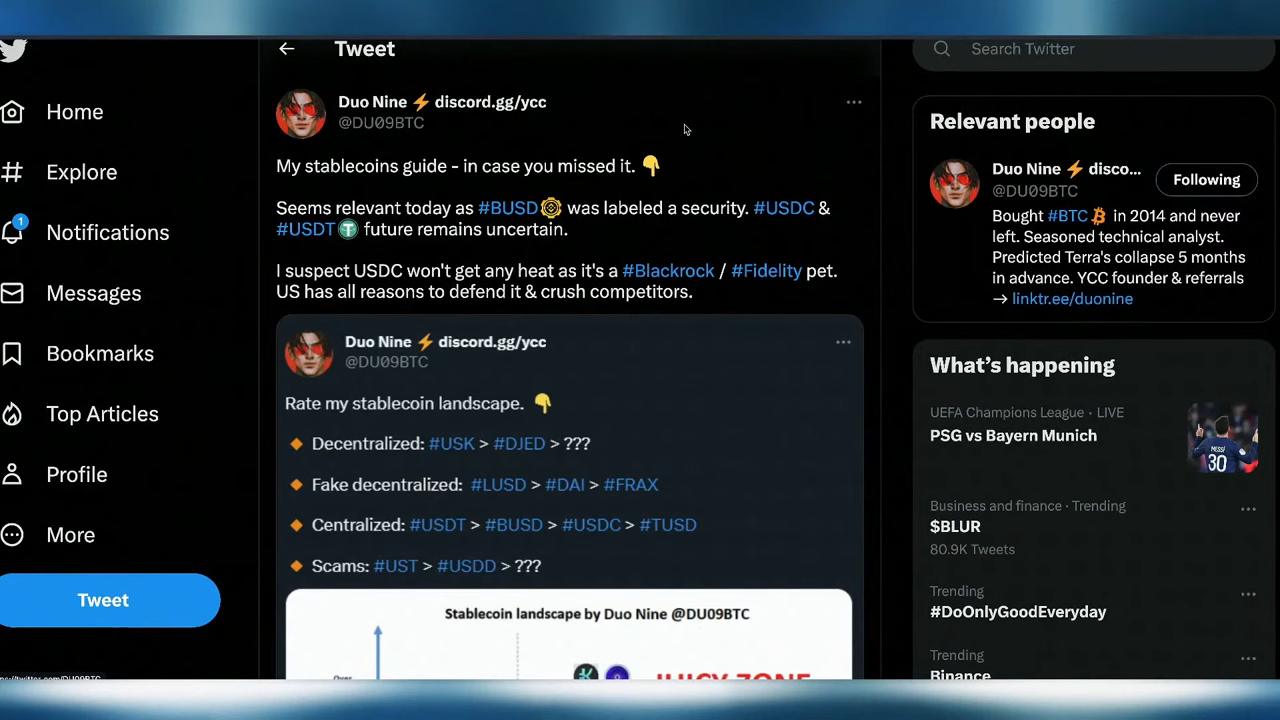 Home
Explore
1
Notifications
Messages
Bookmarks
Top Articles
Profile
More
Tweet
Tweet
Duo Nine ⚡ discord.gg/ycc
@DU09BTC
My stablecoins guide - in case you missed it. 👇
Seems relevant today as #BUSD was labeled a security. #USDC &
#USDT future remains uncertain.
I suspect USDC won't get any heat as it's a #Blackrock / #Fidelity pet.
US has all reasons to defend it & crush competitors.
Duo Nine ⚡ discord.gg/ycc
@DU09BTC
Rate my stablecoin landscape. 👇
🔸 Decentralized: #USK > #DJED > ???
🔸 Fake decentralized: #LUSD > #DAI > #FRAX
🔸 Centralized: #USDT > #BUSD > #USDC > #TUSD
🔸 Scams: #UST > #USDD > ???
Stablecoin landscape by Duo Nine @DU09BTC
Over
JUICY ZONE
Search Twitter
Relevant people
Duo Nine ⚡ disco...
Following
@DU09BTC
Bought #BTC in 2014 and never
left. Seasoned technical analyst.
Predicted Terra's collapse 5 months
in advance. YCC founder & referrals
→ linktr.ee/duonine
What's happening
UEFA Champions League · LIVE
PSG vs Bayern Munich
MESSI
30
Business and finance · Trending
$BLUR
80.9K Tweets
Trending
#DoOnlyGoodEveryday
Trending
Binance